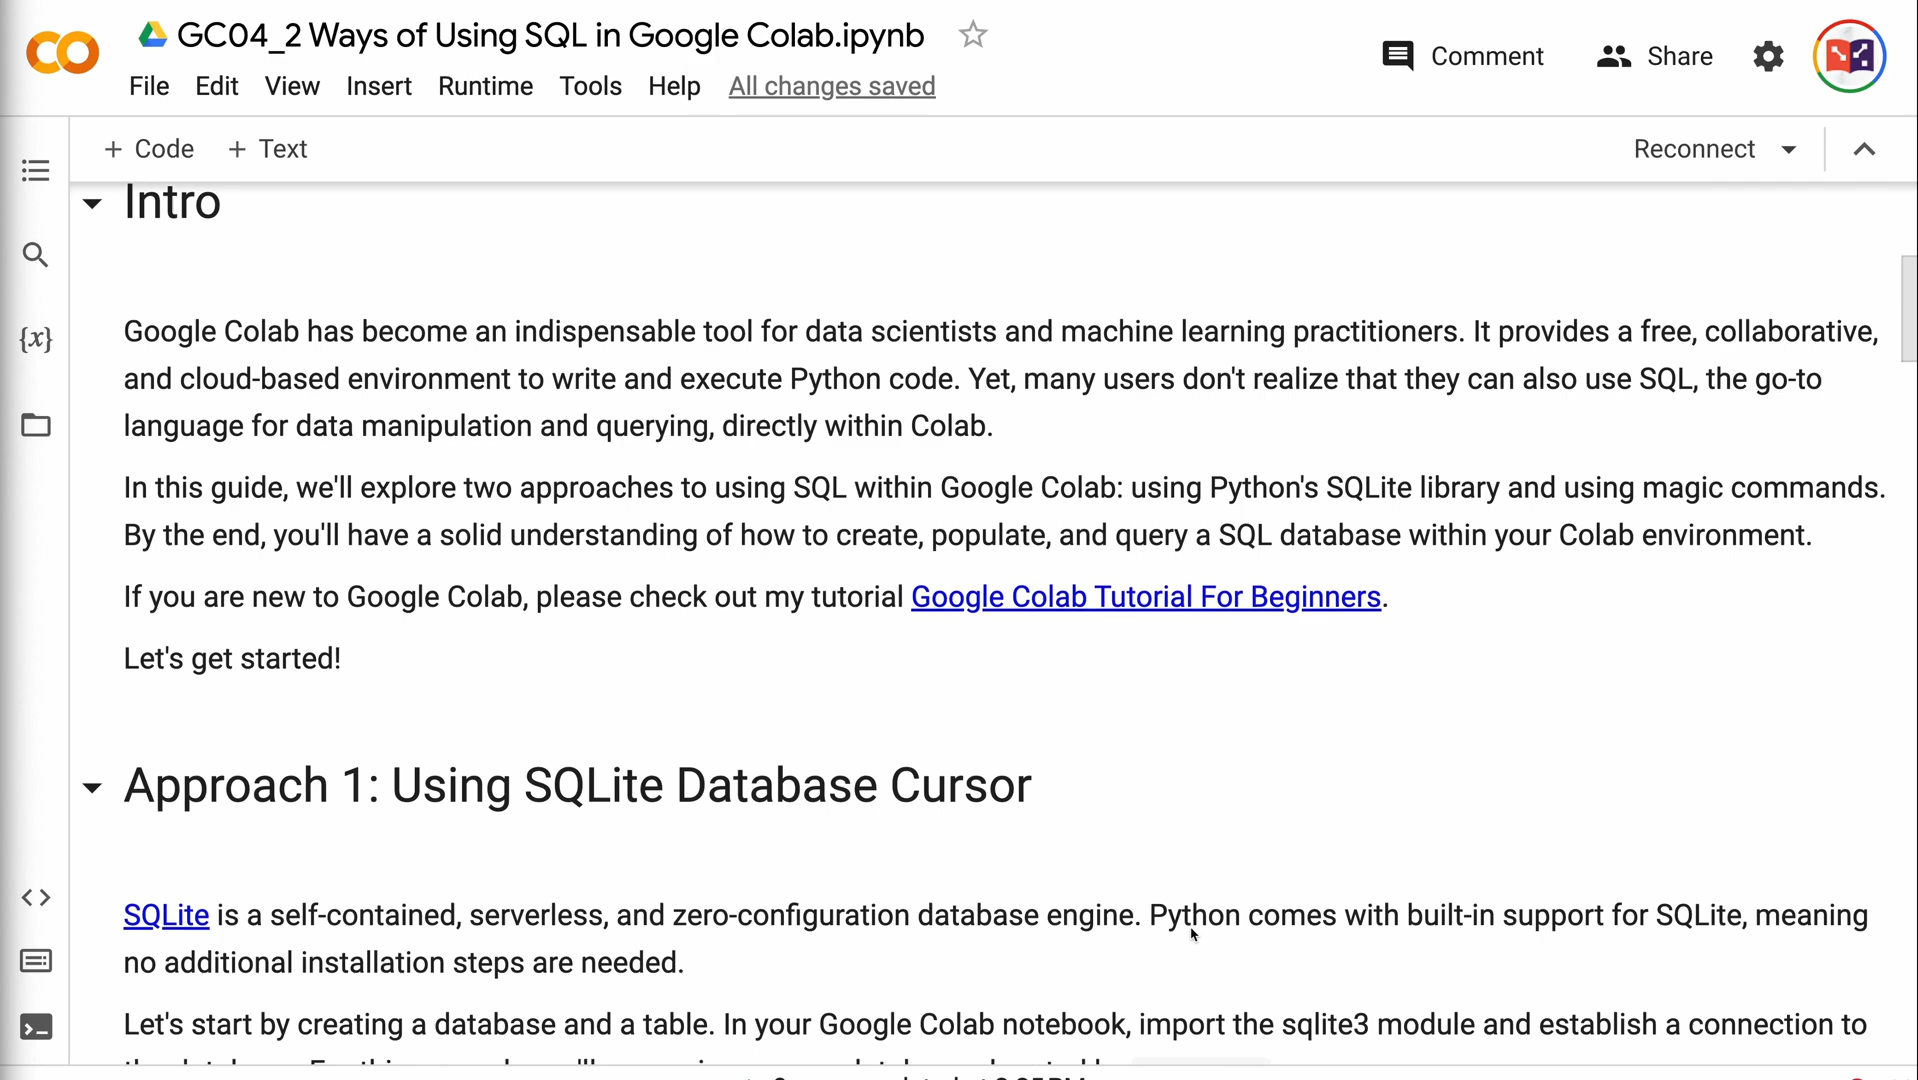 GC04_2 Ways of Using SQL in Google Colab.ipynb
Comment
Share
File Edit View Insert Runtime Tools Help All changes saved
+ Code + Text
Reconnect
Intro
{x}
Google Colab has become an indispensable tool for data scientists and machine learning practitioners. It provides a free, collaborative,
and cloud-based environment to write and execute Python code. Yet, many users don't realize that they can also use SQL, the go-to
language for data manipulation and querying, directly within Colab.
In this guide, we'll explore two approaches to using SQL within Google Colab: using Python's SQLite library and using magic commands.
By the end, you'll have a solid understanding of how to create, populate, and query a SQL database within your Colab environment.
If you are new to Google Colab, please check out my tutorial Google Colab Tutorial For Beginners.
Let's get started!
Approach 1: Using SQLite Database Cursor
SQLite is a self-contained, serverless, and zero-configuration database engine. Python comes with built-in support for SQLite, meaning
no additional installation steps are needed.
Let's start by creating a database and a table. In your Google Colab notebook, import the sqlite3 module and establish a connection to